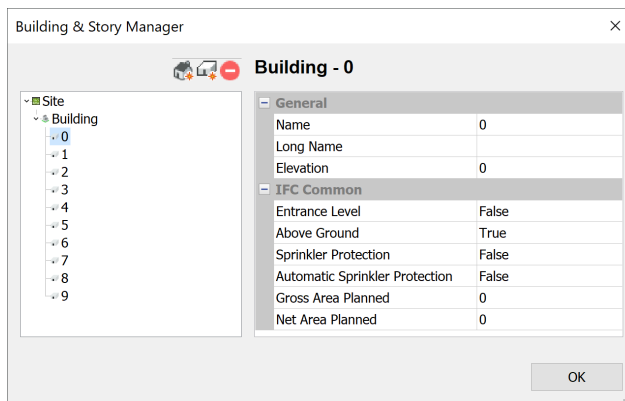 Building & Story Manager
Building - 0
Site
Building
0
1
2
3
4
5
6
7
8
9
General
Name 0
Long Name
Elevation 0
IFC Common
Entrance Level False
Above Ground True
Sprinkler Protection False
Automatic Sprinkler Protection False
Gross Area Planned 0
Net Area Planned 0
OK